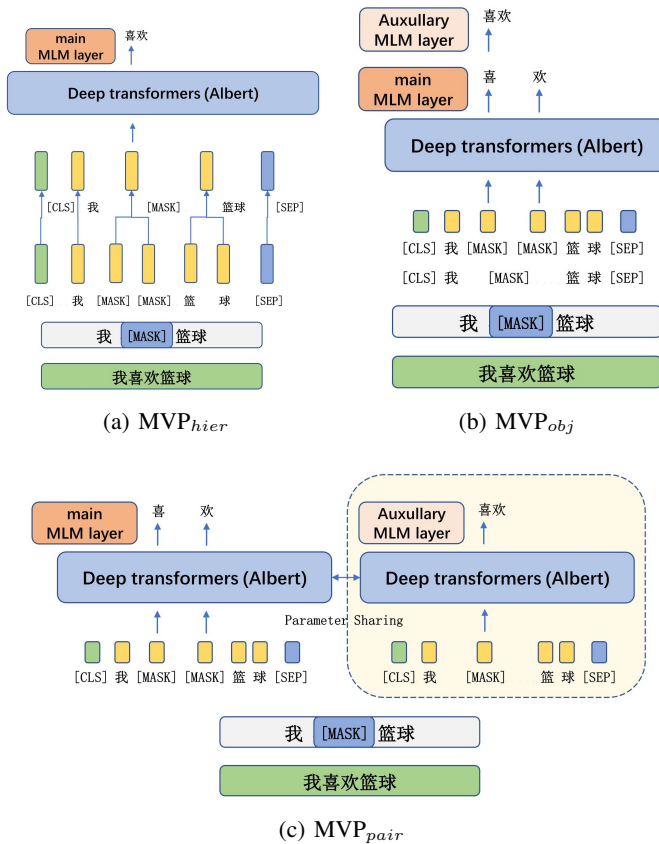 main
MLM layer
喜欢
Deep transformers (Albert)
[CLS] 我 [MASK] 篮球 [SEP]
[CLS] 我 [MASK] [MASK] 篮 球 [SEP]
我 [MASK] 篮球
我喜欢篮球
(a) MVPhier
Auxullary
MLM layer
喜欢
main
MLM layer
喜 欢
Deep transformers (Albert)
[CLS] 我 [MASK] [MASK] 篮 球 [SEP]
[CLS] 我 [MASK] 篮 球 [SEP]
我 [MASK] 篮球
我喜欢篮球
(b) MVPobj
main
MLM layer
喜 欢
Deep transformers (Albert)
[CLS] 我 [MASK] [MASK] 篮 球 [SEP]
Parameter Sharing
Auxullary
MLM layer
喜欢
Deep transformers (Albert)
[CLS] 我 [MASK] 篮 球 [SEP]
我 [MASK] 篮球
我喜欢篮球
(c) MVPpair